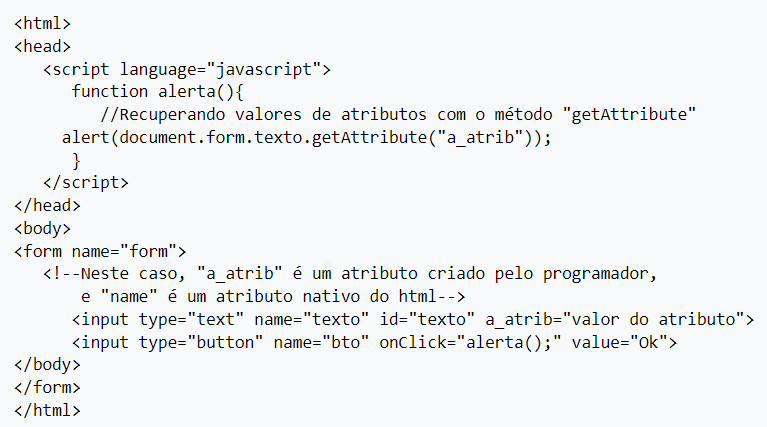 <html>
<head>
<script language="javascript">
function alerta(){
//Recuperando valores de atributos com o método "getAttribute"
alert(document.form.texto.getAttribute("a_atrib"));
}
</script>
</head>
<body>
<form name="form">
<!--Neste caso, "a_atrib" é um atributo criado pelo programador,
e "name" é um atributo nativo do html-->
<input type="text" name="texto" id="texto" a_atrib="valor do atributo">
<input type="button" name="bto" onClick="alerta();" value="Ok">
</body>
</form>
</html>